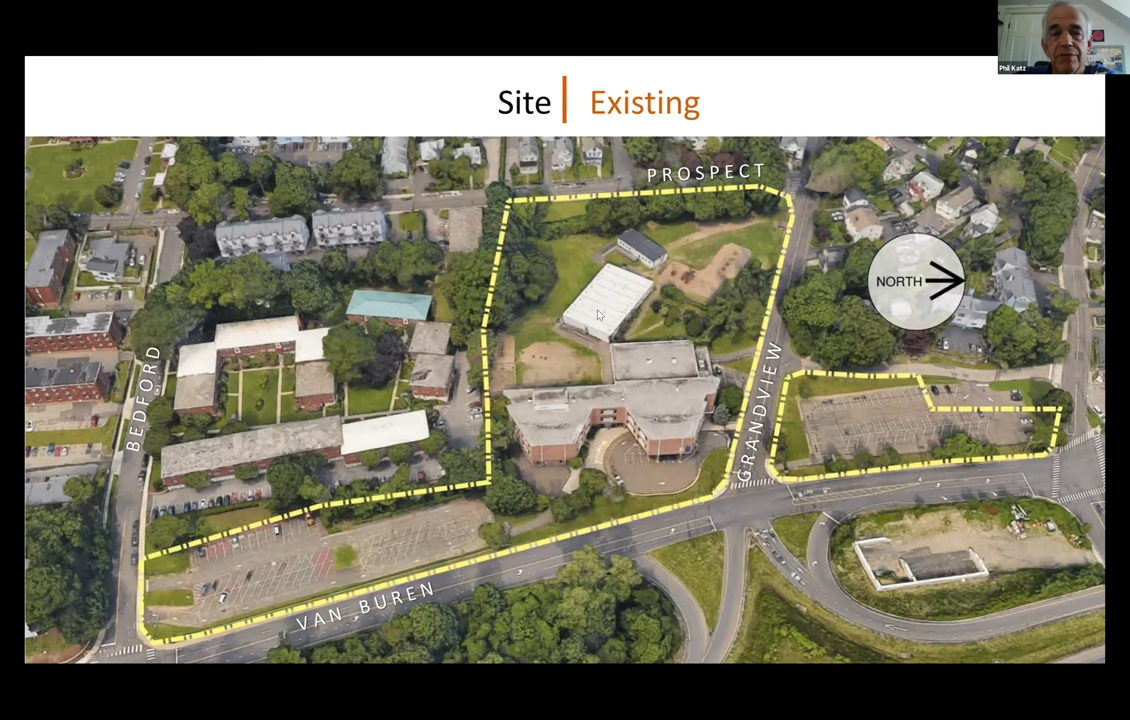 Phil Katz
Site | Existing
PROSPECT
NORTH
BEDFORD
GRANDVIEW
VAN BUREN